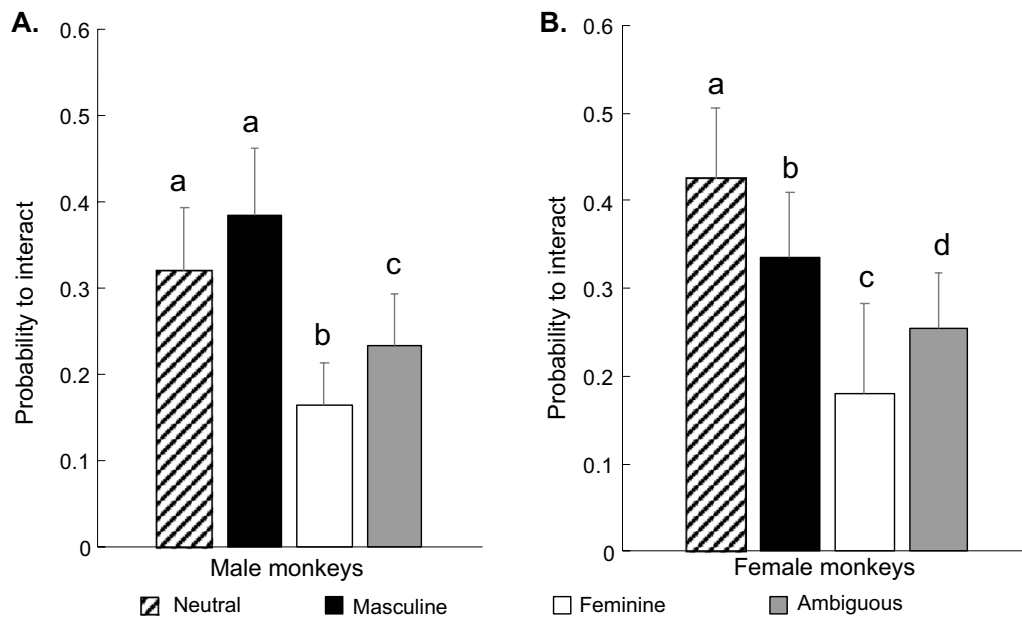 A.
0.6
0.5
0.4
0.3
0.2
0.1
0
Probability to interact
a
a
b
c
Male monkeys
B.
0.6
0.5
0.4
0.3
0.2
0.1
0
Probability to interact
a
b
c
d
Female monkeys
Neutral
Masculine
Feminine
Ambiguous